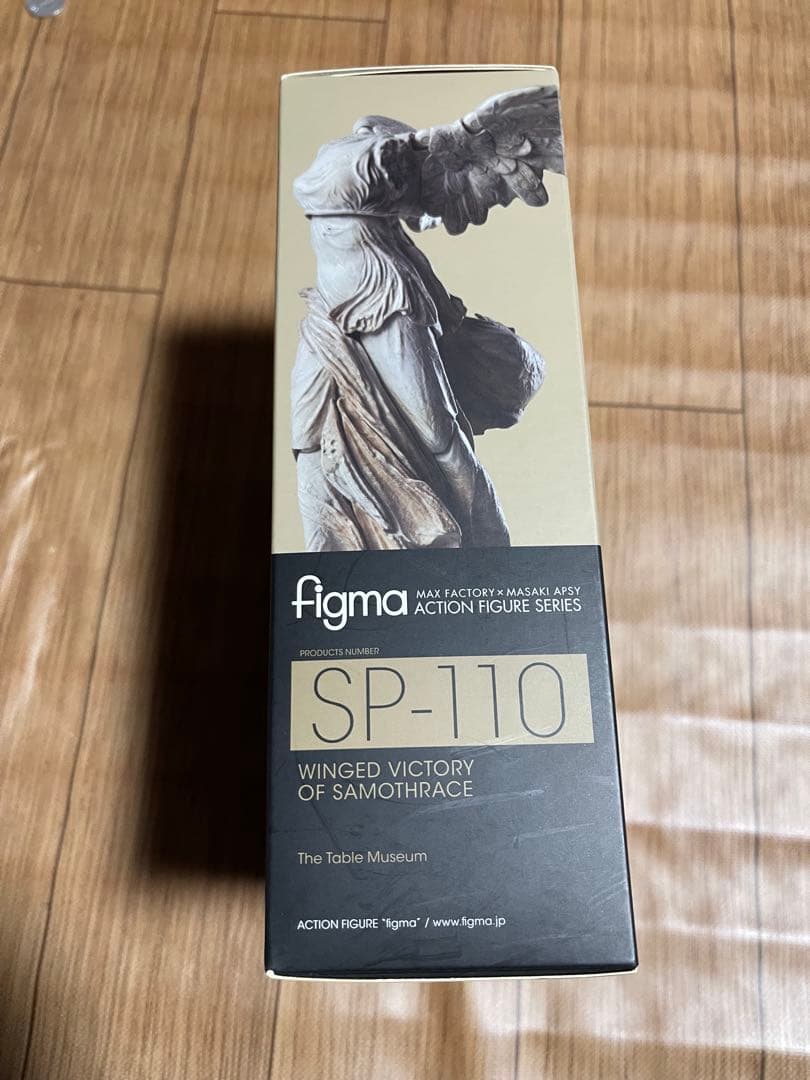 figma MAX FACTORY × MASAKI APSY
ACTION FIGURE SERIES
PRODUCTS NUMBER
SP-110
WINGED VICTORY
OF SAMOTHRACE
The Table Museum
ACTION FIGURE "figma" / www.figma.jp